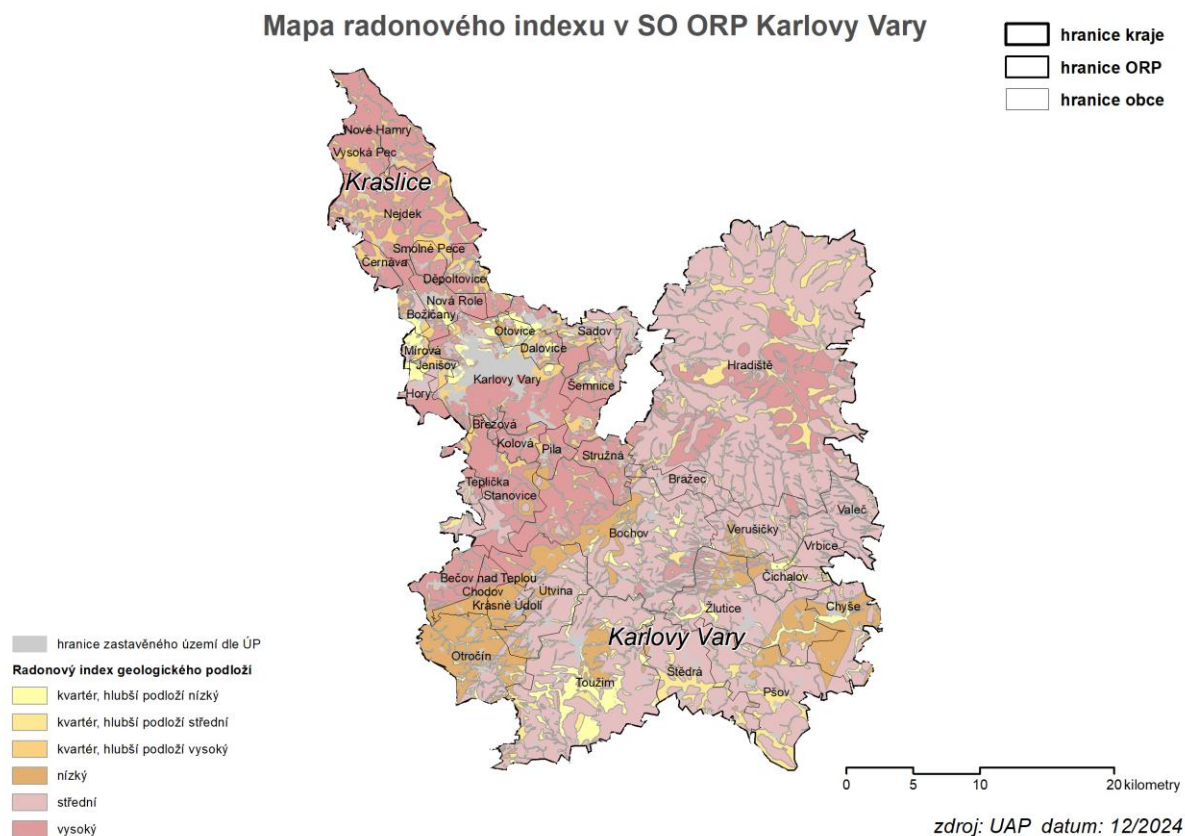 Mapa radonového indexu v SO ORP Karlovy Vary
hranice kraje
hranice ORP
hranice obce
Nové Hamry
Vysoká Pec
Kraslice
Nejdek
Smolné Pece
Černava
Děpoltovice
Nová Role
Božičany
Otovice
Sadov
Mírová
Dalovice
Jenišov
Hradiště
Karlovy Vary
Šemnice
Hory
Březová
Kolová
Pila
Stružná
Teplička
Bražec
Stanovice
Valeč
Bochov
Verušičky
Vrbice
Bečov nad Teplou
Čichalov
Chodov
Útvina
Krásné Údolí
Žlutice
Chyše
Karlovy Vary
Otročín
Štědrá
Toužim
Pšov
hranice zastavěného území dle ÚP
Radonový index geologického podloží
kvartér, hlubší podloží nízký
kvartér, hlubší podloží střední
kvartér, hlubší podloží vysoký
nízký
střední
vysoký
0 5 10 20 kilometry
zdroj: UAP datum: 12/2024